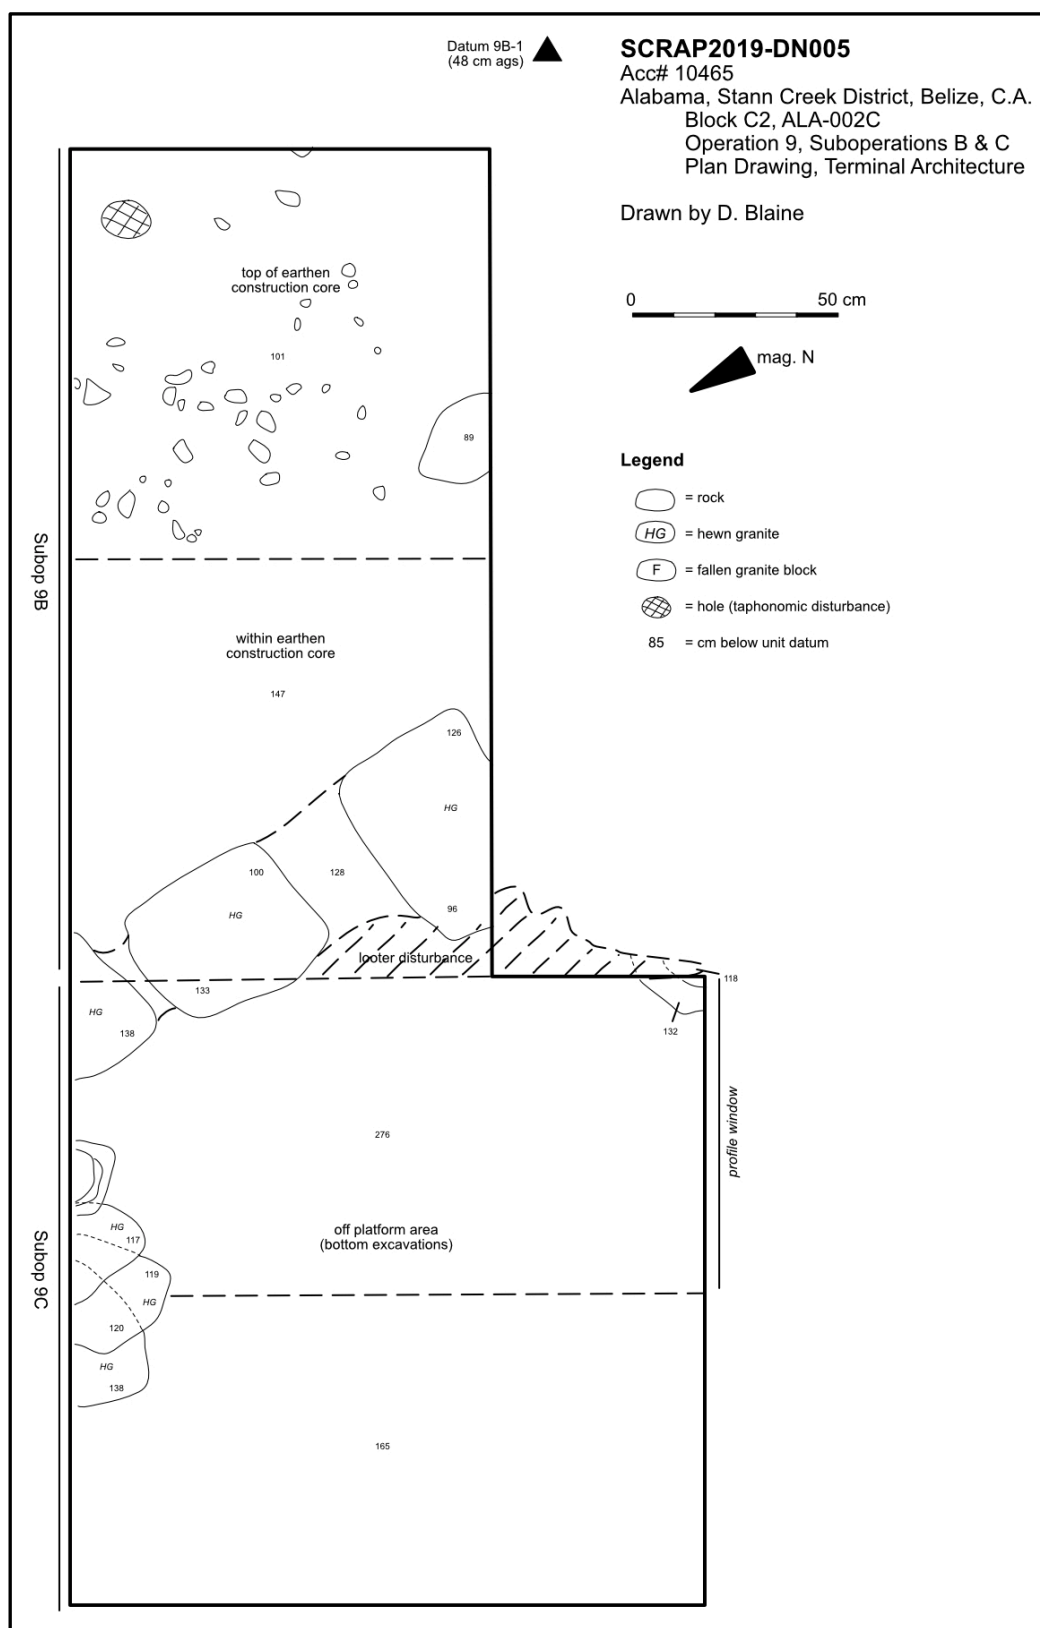 Datum 9B-1
(48 cm ags)
SCRAP2019-DN005
Acc# 10465
Alabama, Stann Creek District, Belize, C.A.
Block C2, ALA-002C
Operation 9, Suboperations B & C
Plan Drawing, Terminal Architecture
Drawn by D. Blaine
0 50 cm
mag. N
Legend
= rock
HG = hewn granite
F = fallen granite block
= hole (taphonomic disturbance)
85 = cm below unit datum
Subop 9B
top of earthen
construction core
101
89
within earthen
construction core
147
126
HG
100
128
HG
96
looter disturbance
133
118
HG
138
132
profile window
276
Subop 9C
HG
117
off platform area
(bottom excavations)
119
HG
120
HG
138
165